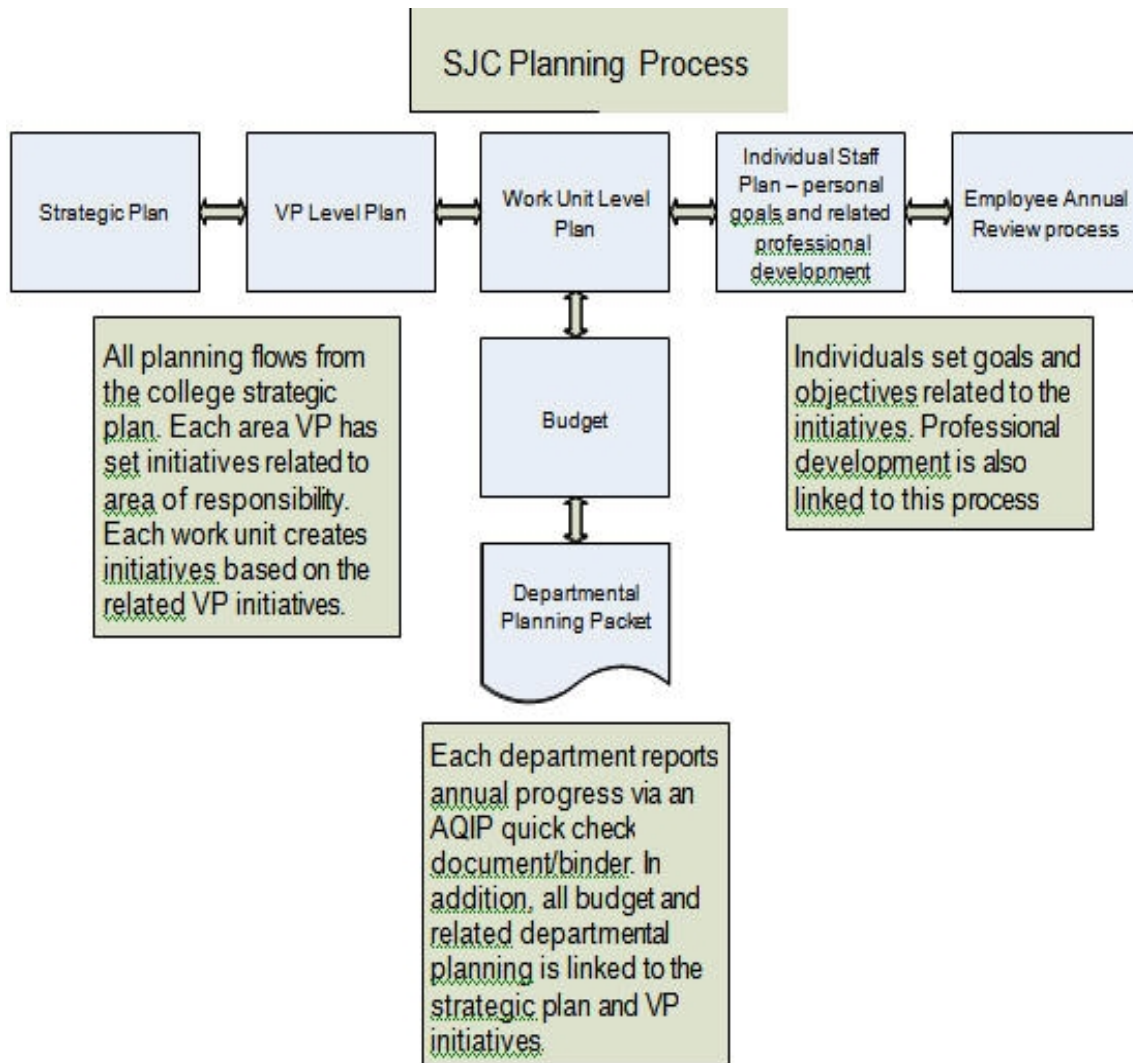 SJC Planning Process
Strategic Plan
VP Level Plan
Work Unit Level
Plan
Individual Staff
Plan – personal
goals and related
professional
development
Employee Annual
Review process
All planning flows from
the college strategic
plan. Each area VP has
set initiatives related to
area of responsibility.
Each work unit creates
initiatives based on the
related VP initiatives.
Budget
Individuals set goals and
objectives related to the
initiatives. Professional
development is also
linked to this process
Departmental
Planning Packet
Each department reports
annual progress via an
AQIP quick check
document/binder. In
addition, all budget and
related departmental
planning is linked to the
strategic plan and VP
initiatives.